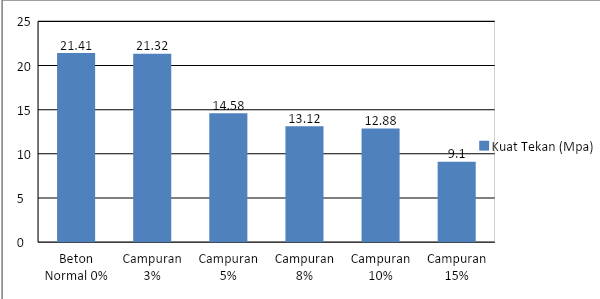 25
20
15
10
5
0
21.41
21.32
14.58
13.12
12.88
9.1
Kuat Tekan (Mpa)
Beton
Normal 0%
Campuran
3%
Campuran
5%
Campuran
8%
Campuran
10%
Campuran
15%